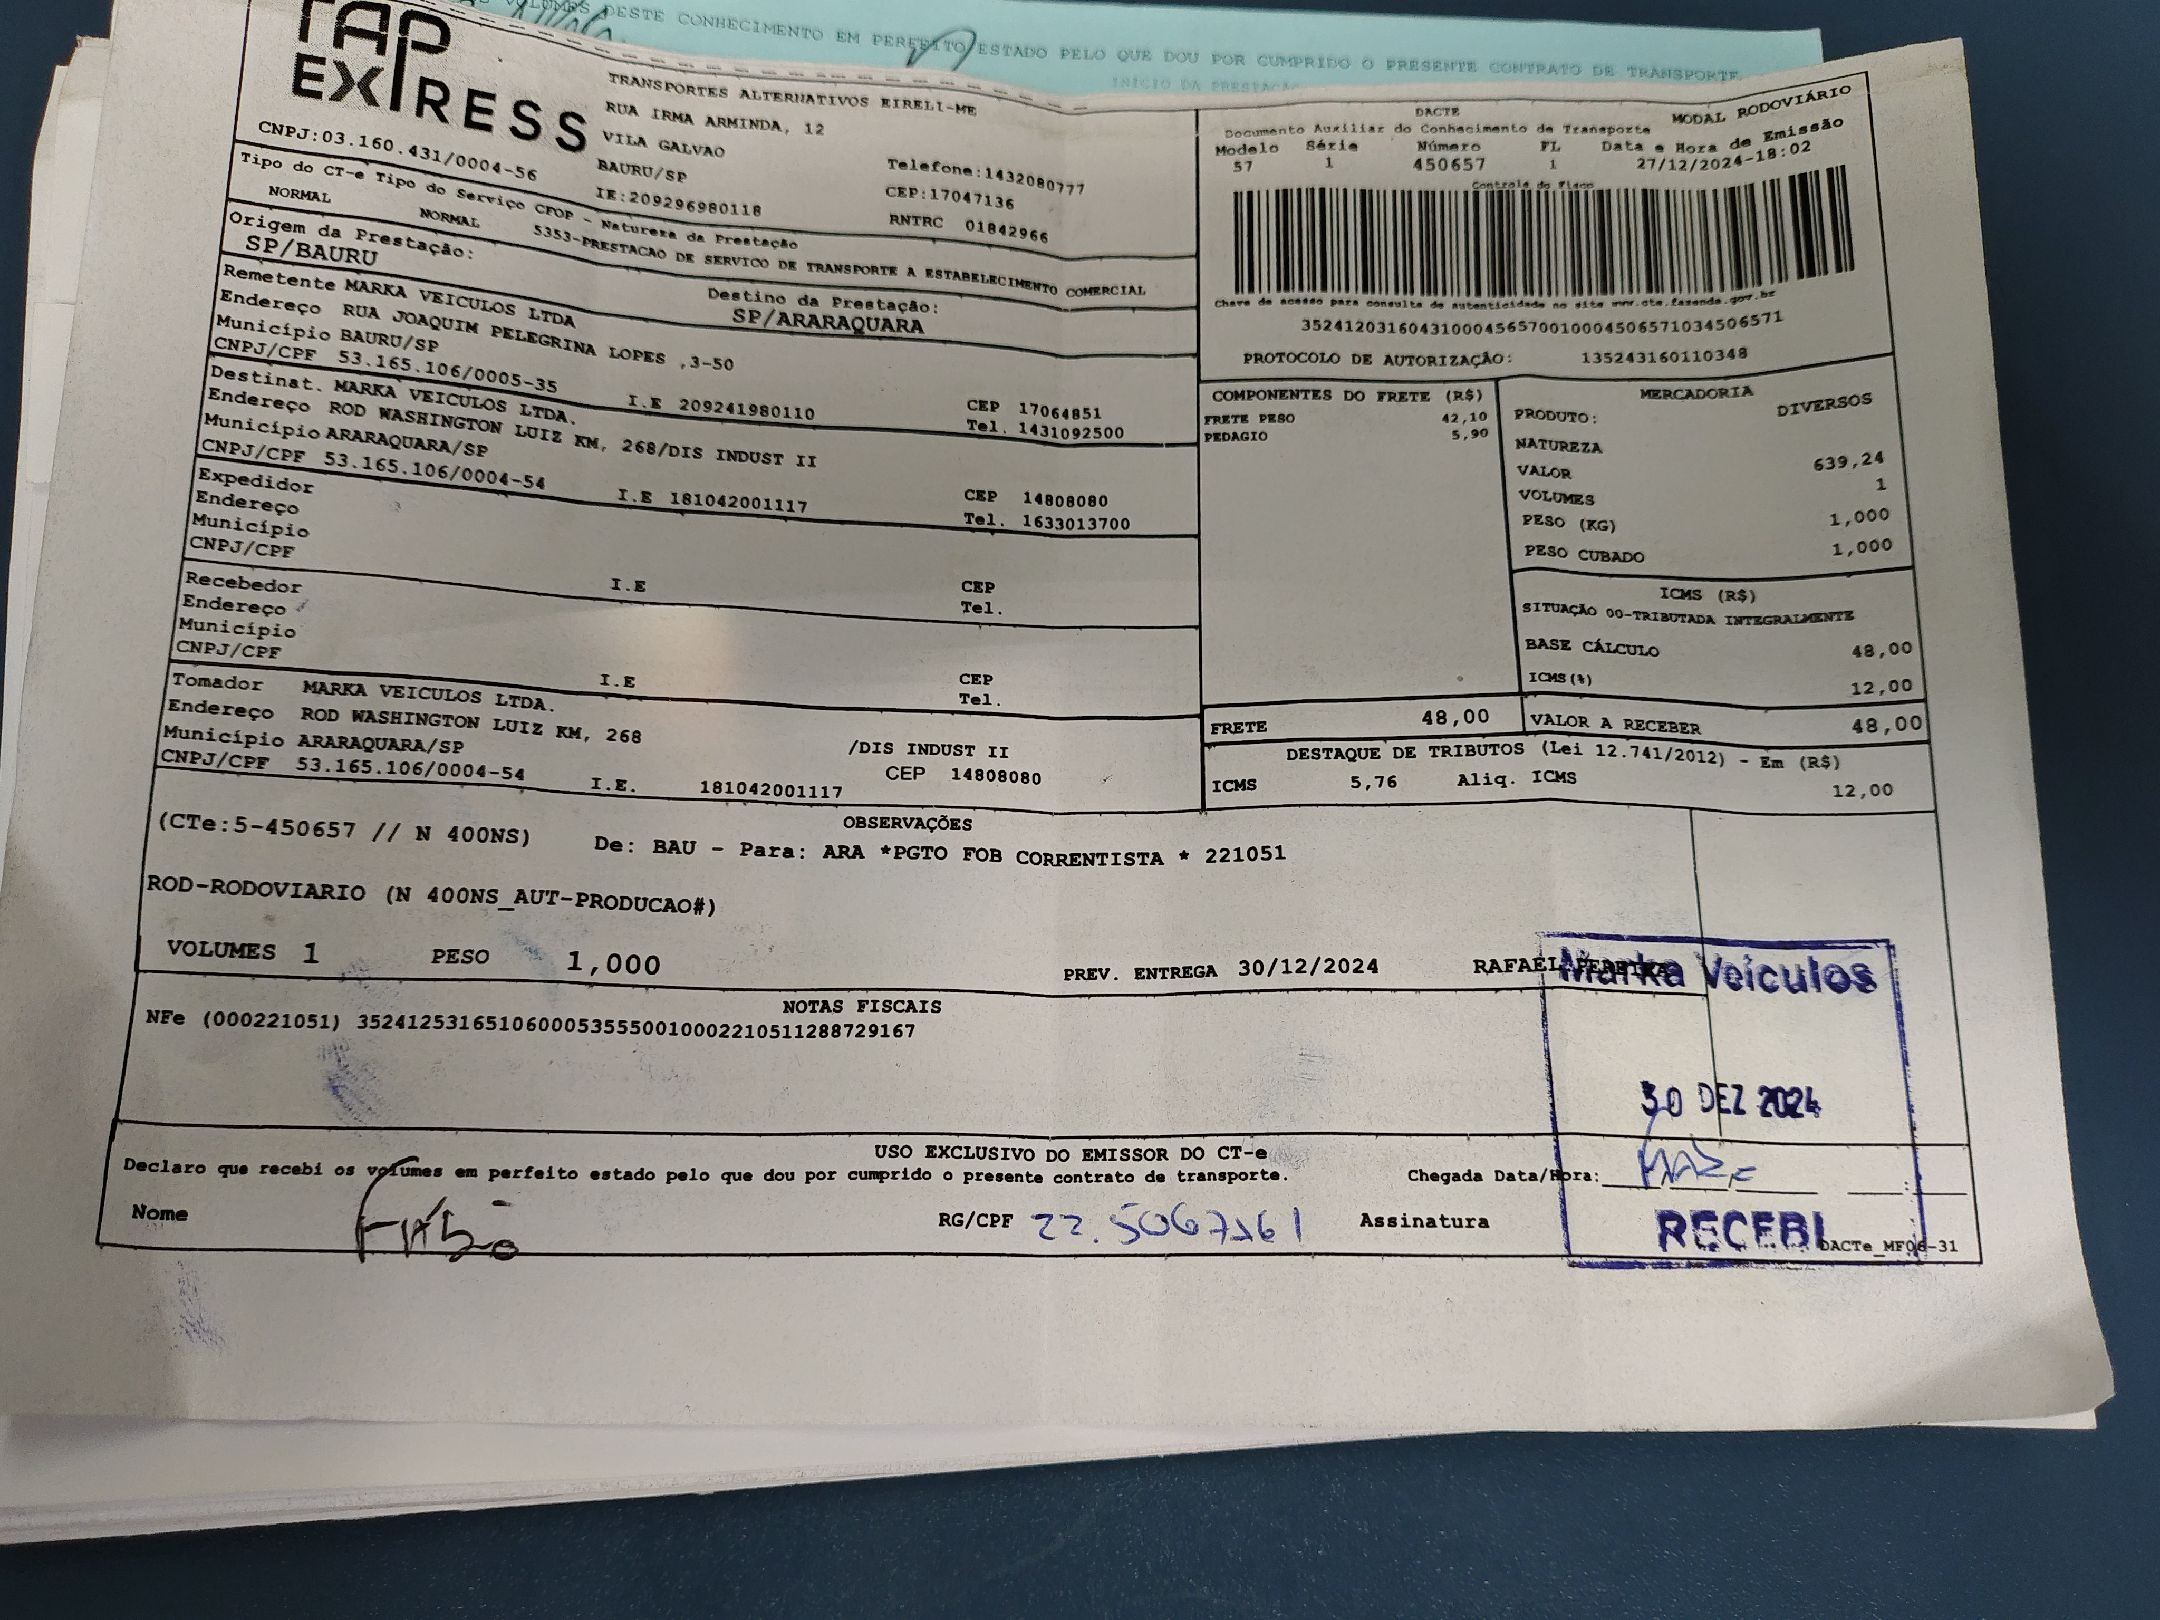 VOLUMES DESTE CONHECIMENTO EM PERFEITO ESTADO PELO QUE DOU POR CUMPRIDO O PRESENTE CONTRATO DE TRANSPORTE
INICIO DA PRESTAÇÃO
TAP
EXPRESS
CNPJ:03.160.431/0004-56
TRANSPORTES ALTERNATIVOS EIRELI-ME
RUA IRMA ARMINDA, 12
VILA GALVAO
BAURU/SP
IE:209296980118
Telefone:1432080777
CEP:17047136
RNTRC 01842966
DACTE
MODAL RODOVIÁRIO
Documento Auxiliar do Conhecimento de Transporte
Modelo Série Número FL Data e Hora de Emissão
57 1 450657 1 27/12/2024-18:02
Controle do Fisco
Chave de acesso para consulta de autenticidade no site www.cte.fazenda.gov.br
35241203160431000456570010004506571034506571
PROTOCOLO DE AUTORIZAÇÃO: 135243160110348
Tipo do CT-e Tipo do Serviço CFOP - Natureza da Prestação
NORMAL NORMAL 5353-PRESTACAO DE SERVICO DE TRANSPORTE A ESTABELECIMENTO COMERCIAL
Origem da Prestação:
SP/BAURU
Destino da Prestação:
SP/ARARAQUARA
Remetente MARKA VEICULOS LTDA
Endereço RUA JOAQUIM PELEGRINA LOPES ,3-50
Município BAURU/SP CEP 17064851
CNPJ/CPF 53.165.106/0005-35 I.E 209241980110 Tel. 1431092500
Destinat. MARKA VEICULOS LTDA.
Endereço ROD WASHINGTON LUIZ KM, 268/DIS INDUST II
Município ARARAQUARA/SP CEP 14808080
CNPJ/CPF 53.165.106/0004-54 I.E 181042001117 Tel. 1633013700
Expedidor
Endereço
Município CEP
CNPJ/CPF I.E Tel.
Recebedor
Endereço
Município CEP
CNPJ/CPF I.E Tel.
Tomador MARKA VEICULOS LTDA.
Endereço ROD WASHINGTON LUIZ KM, 268 /DIS INDUST II
Município ARARAQUARA/SP CEP 14808080
CNPJ/CPF 53.165.106/0004-54 I.E. 181042001117
COMPONENTES DO FRETE (R$)
FRETE PESO 42,10
PEDAGIO 5,90
MERCADORIA
PRODUTO: DIVERSOS
NATUREZA
VALOR 639,24
VOLUMES 1
PESO (KG) 1,000
PESO CUBADO 1,000
ICMS (R$)
SITUAÇÃO 00-TRIBUTADA INTEGRALMENTE
BASE CÁLCULO 48,00
ICMS(%) 12,00
FRETE 48,00 VALOR A RECEBER 48,00
DESTAQUE DE TRIBUTOS (Lei 12.741/2012) - Em (R$)
ICMS 5,76 Aliq. ICMS 12,00
OBSERVAÇÕES
(CTe:5-450657 // N 400NS) De: BAU - Para: ARA *PGTO FOB CORRENTISTA * 221051
ROD-RODOVIARIO (N 400NS_AUT-PRODUCAO#)
VOLUMES 1 PESO 1,000 PREV. ENTREGA 30/12/2024 RAFAEL PEREIRA
Marka Veículos
NOTAS FISCAIS
NFe (000221051) 35241253165106000535550010002210511288729167
30 DEZ 2024
USO EXCLUSIVO DO EMISSOR DO CT-e
Declaro que recebi os volumes em perfeito estado pelo que dou por cumprido o presente contrato de transporte. Chegada Data/Hora:
Nome FÁBIO RG/CPF Assinatura
RECEBI
DACTe_MF06-31